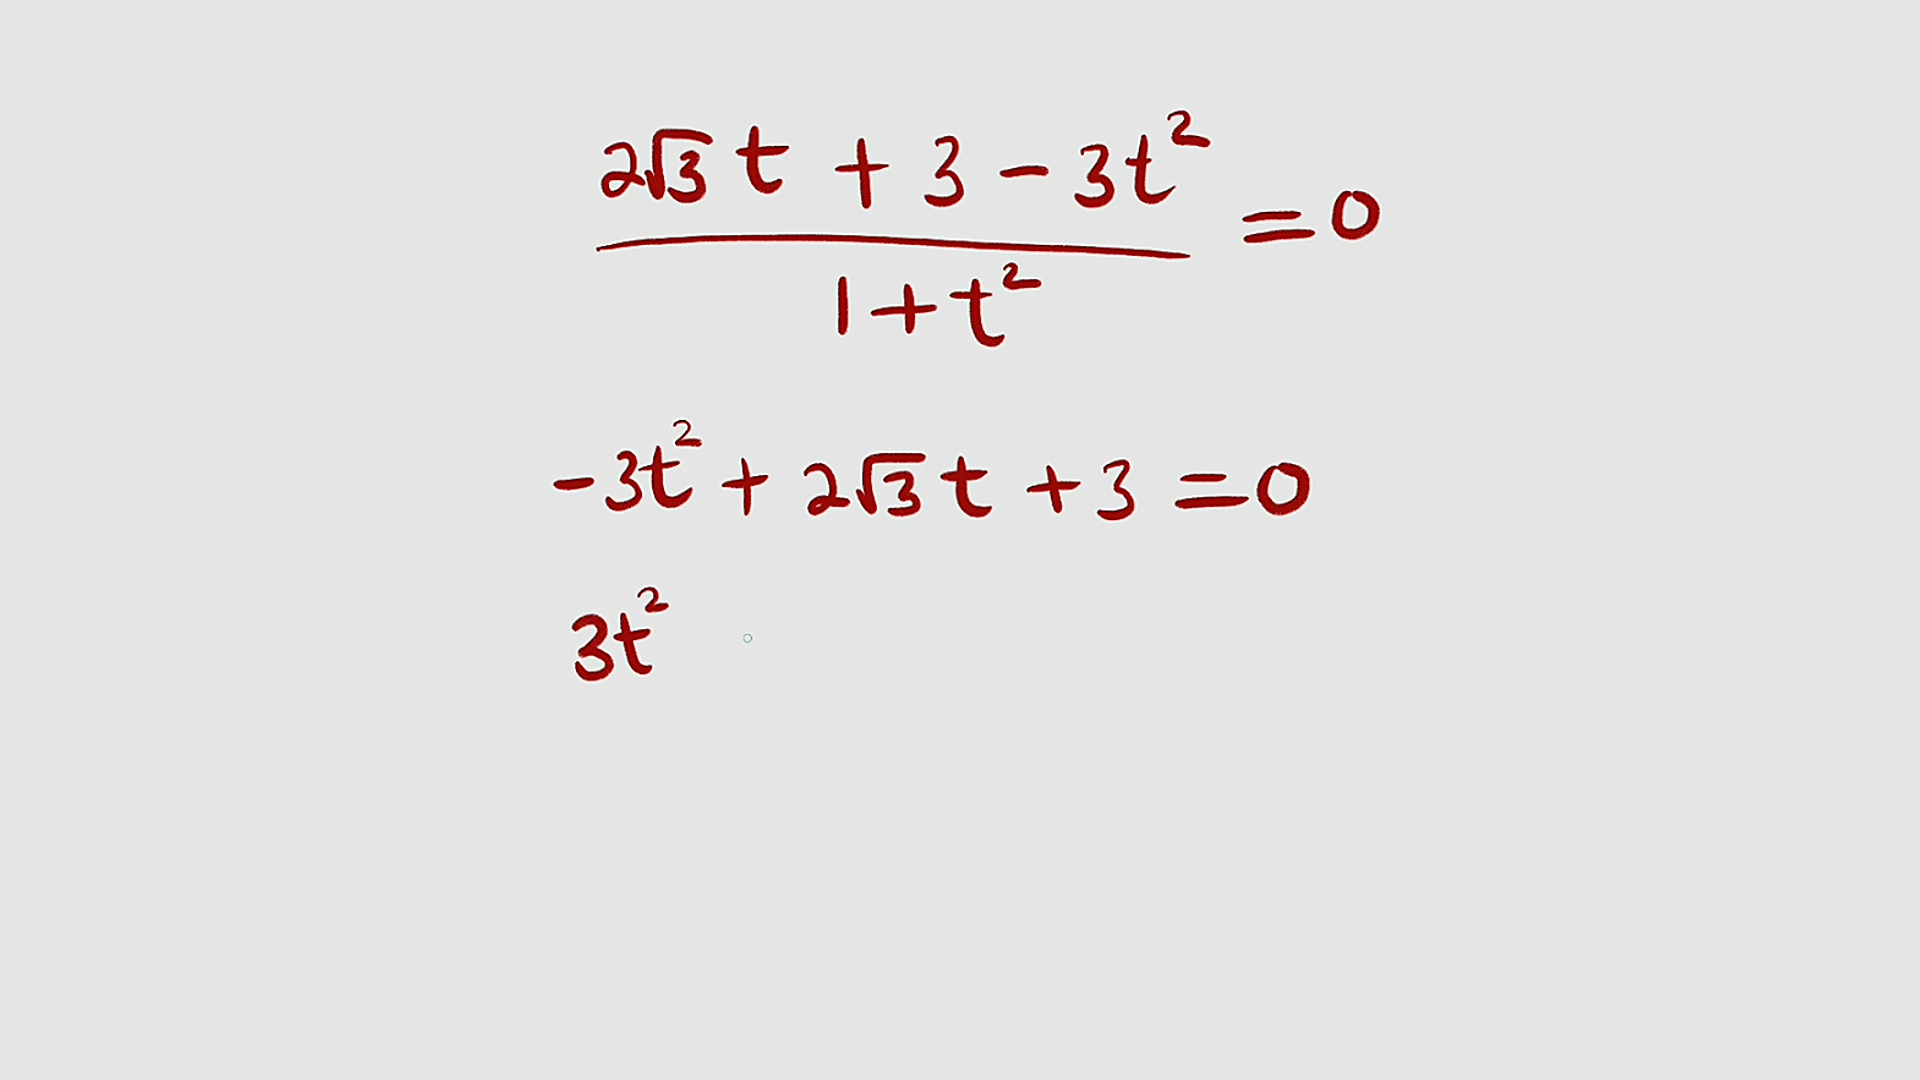 2√3 t + 3 - 3t²
= 0
1 + t²
-3t² + 2√3 t + 3 = 0
3t²